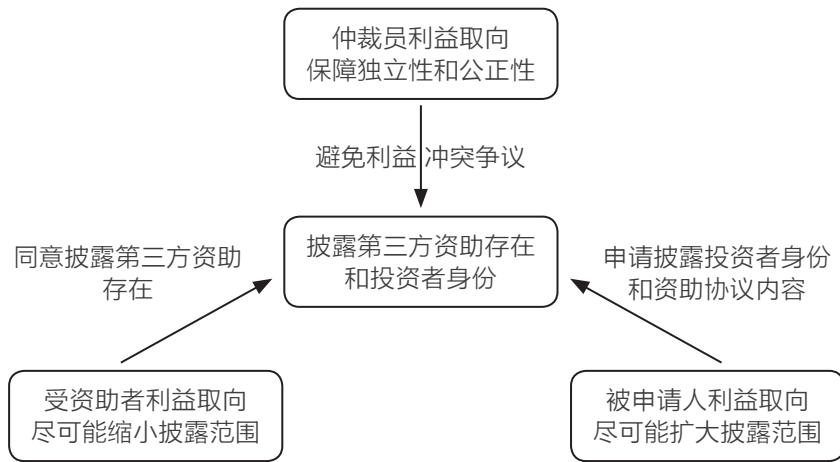 仲裁员利益取向
保障独立性和公正性
避免利益 冲突争议
同意披露第三方资助
存在
披露第三方资助存在
和投资者身份
申请披露投资者身份
和资助协议内容
受资助者利益取向
尽可能缩小披露范围
被申请人利益取向
尽可能扩大披露范围